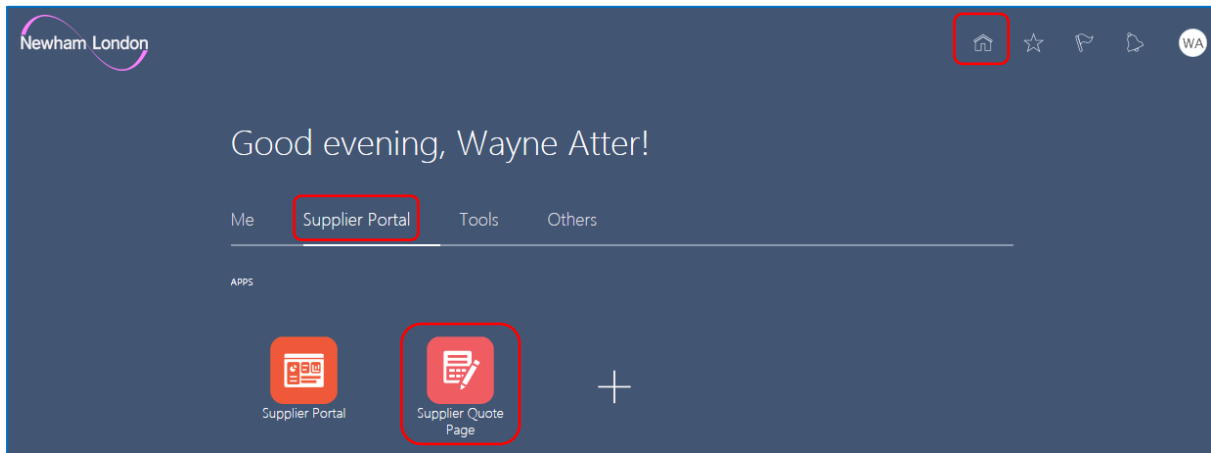 Newham London
WA
Good evening, Wayne Atter!
Me Supplier Portal Tools Others
APPS
Supplier Portal
Supplier Quote
Page